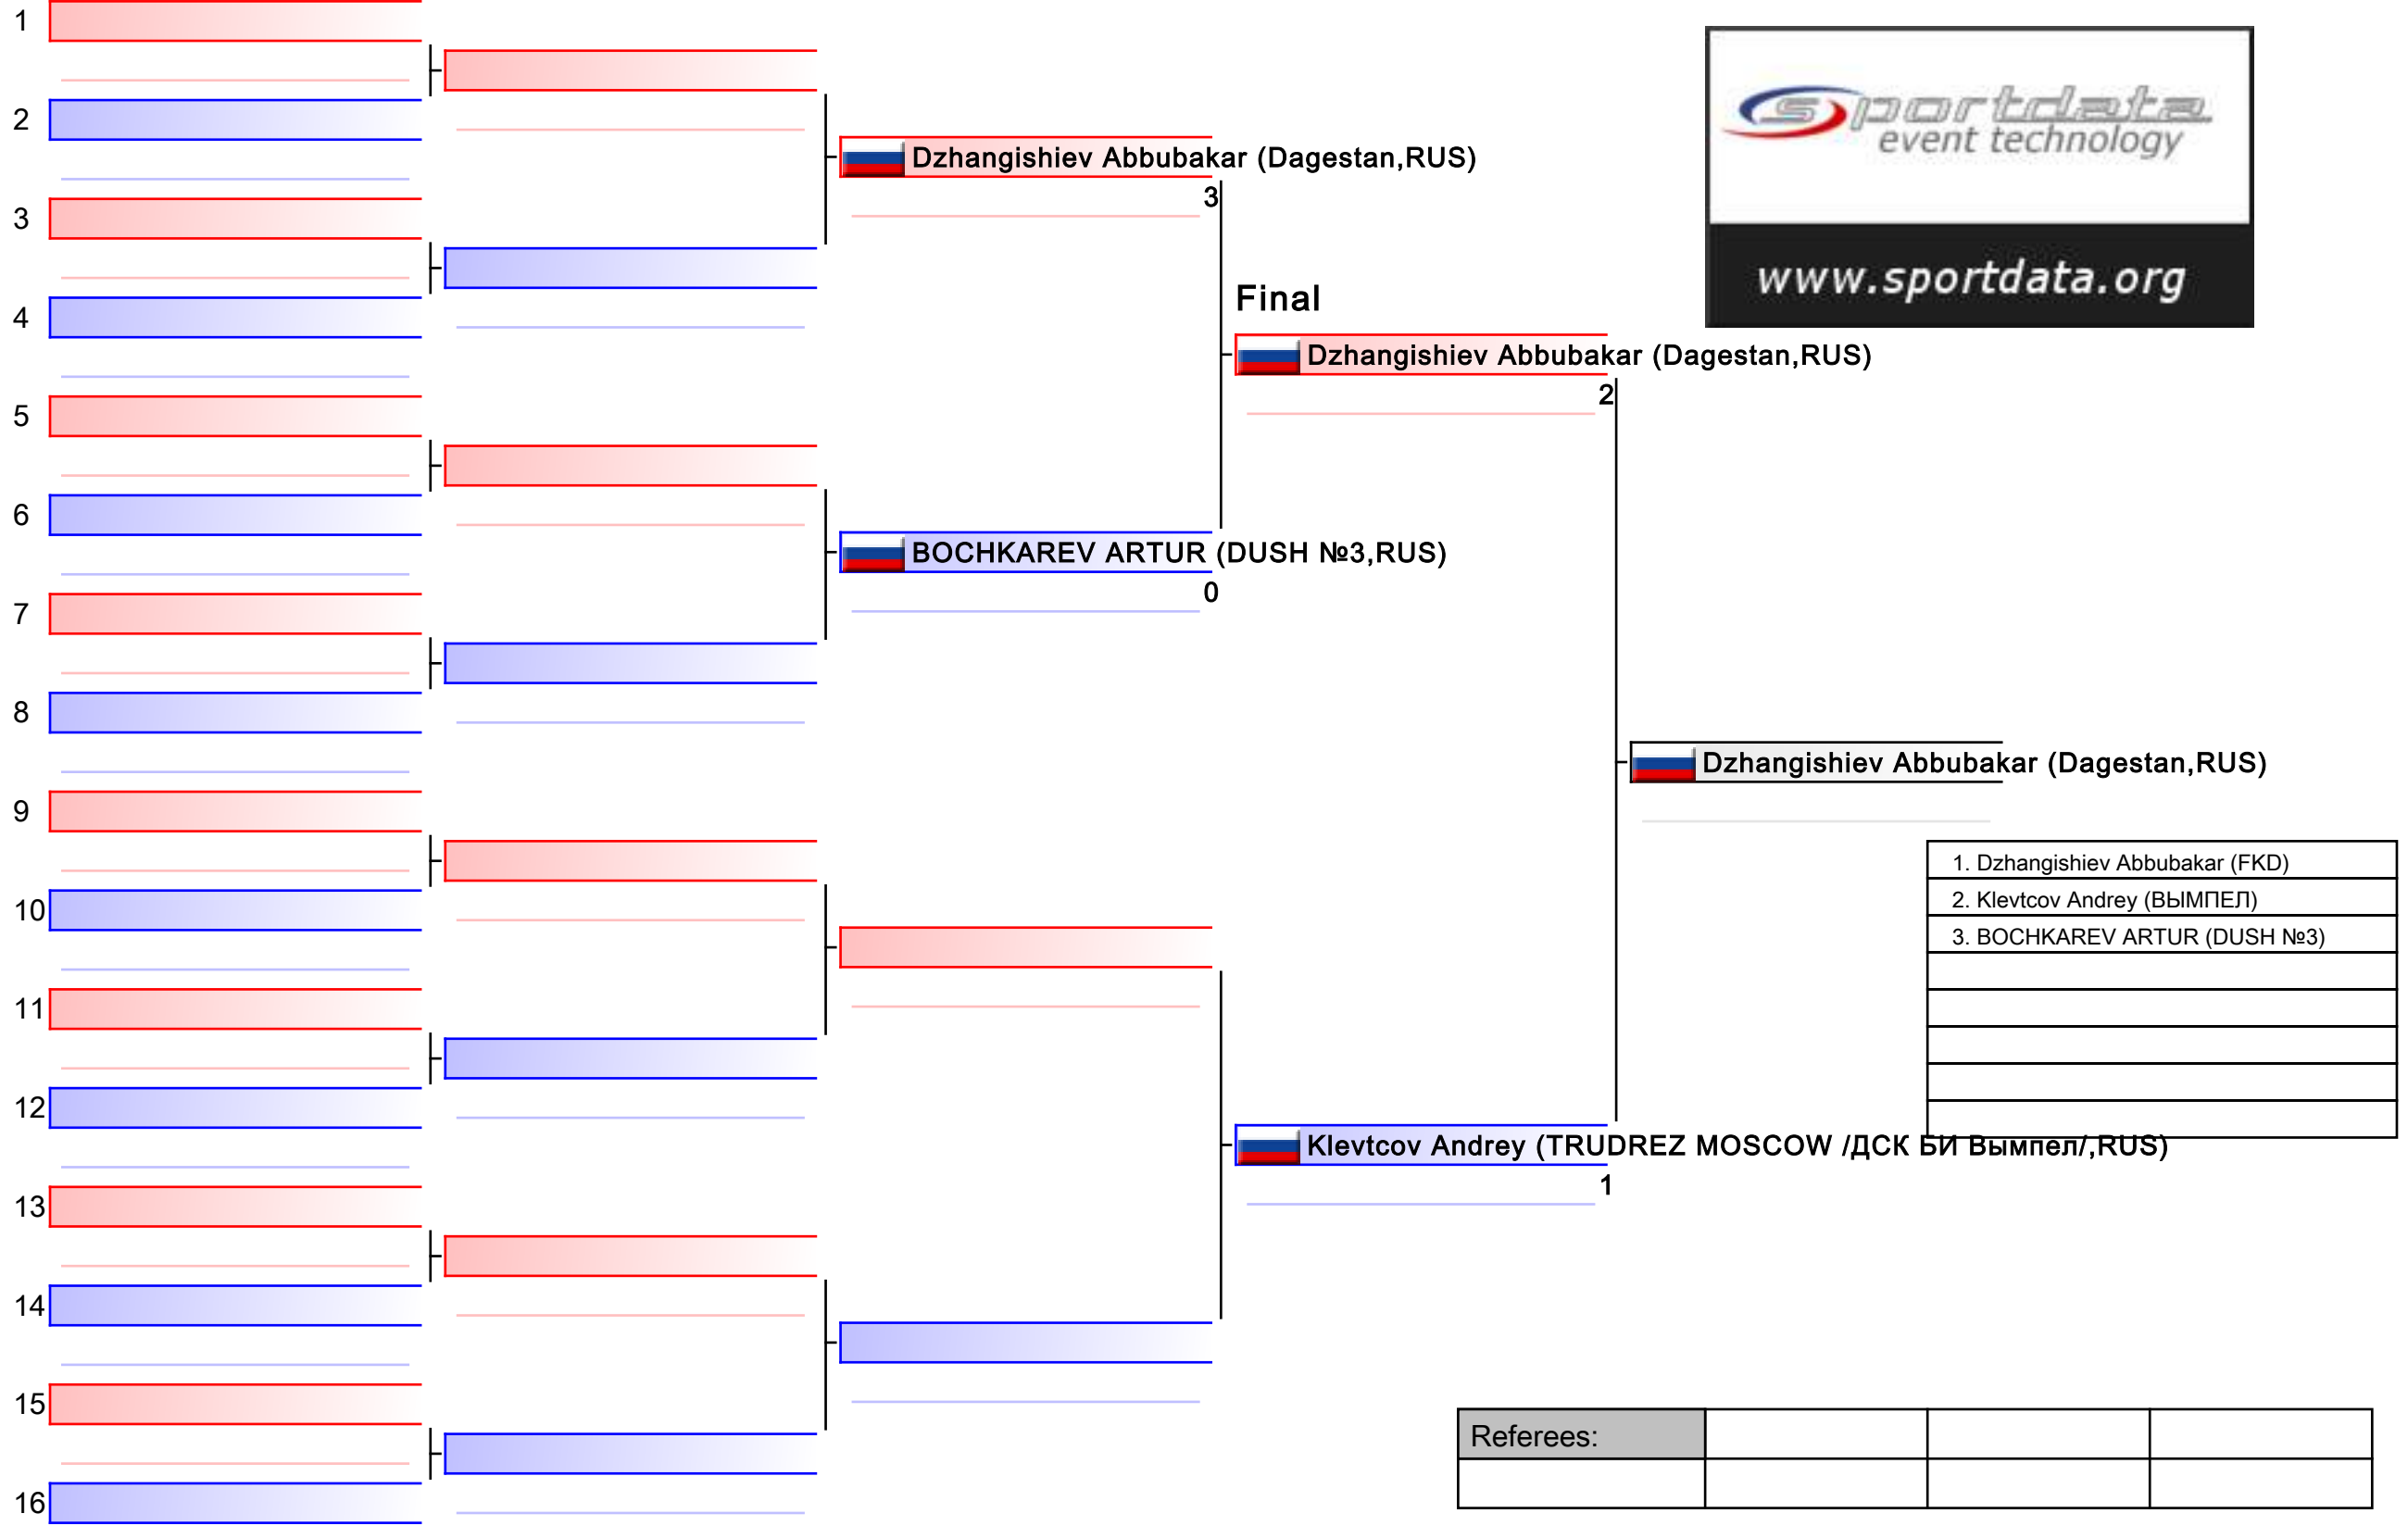 1
2
3
4
5
6
7
8
9
10
11
12
13
14
15
16
Dzhangishiev Abbubakar (Dagestan,RUS)
3
BOCHKAREV ARTUR (DUSH №3,RUS)
0
Final
Dzhangishiev Abbubakar (Dagestan,RUS)
2
Klevtcov Andrey (TRUDREZ MOSCOW /ДСК БИ Вымпел/,RUS)
1
Dzhangishiev Abbubakar (Dagestan,RUS)
sportdata
event technology
www.sportdata.org
1. Dzhangishiev Abbubakar (FKD)
2. Klevtcov Andrey (ВЫМПЕЛ)
3. BOCHKAREV ARTUR (DUSH №3)
Referees: